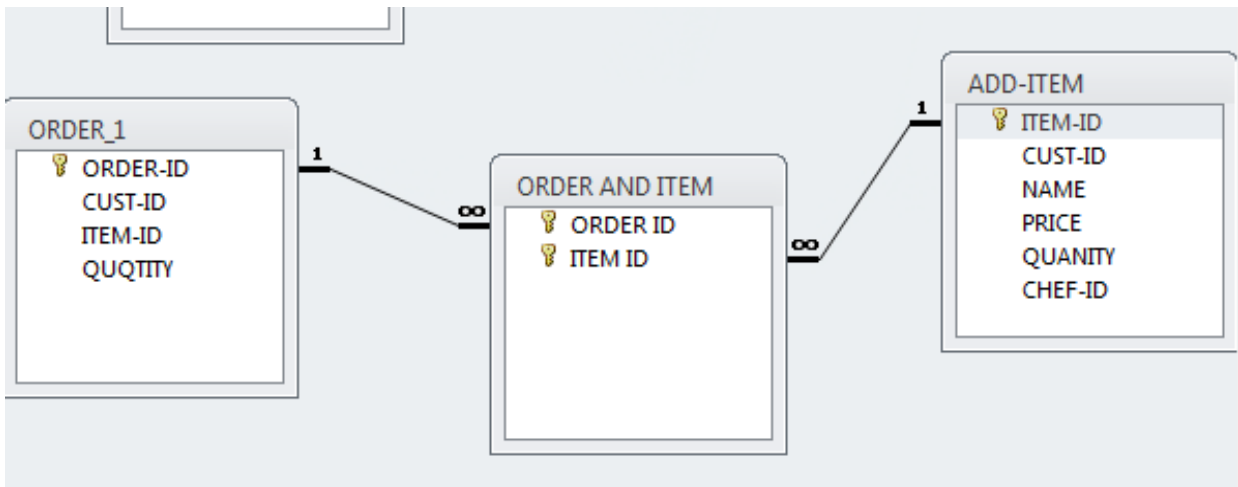 ORDER_1
ORDER-ID
CUST-ID
ITEM-ID
QUQTITY
1
∞
ORDER AND ITEM
ORDER ID
ITEM ID
∞
1
ADD-ITEM
ITEM-ID
CUST-ID
NAME
PRICE
QUANITY
CHEF-ID